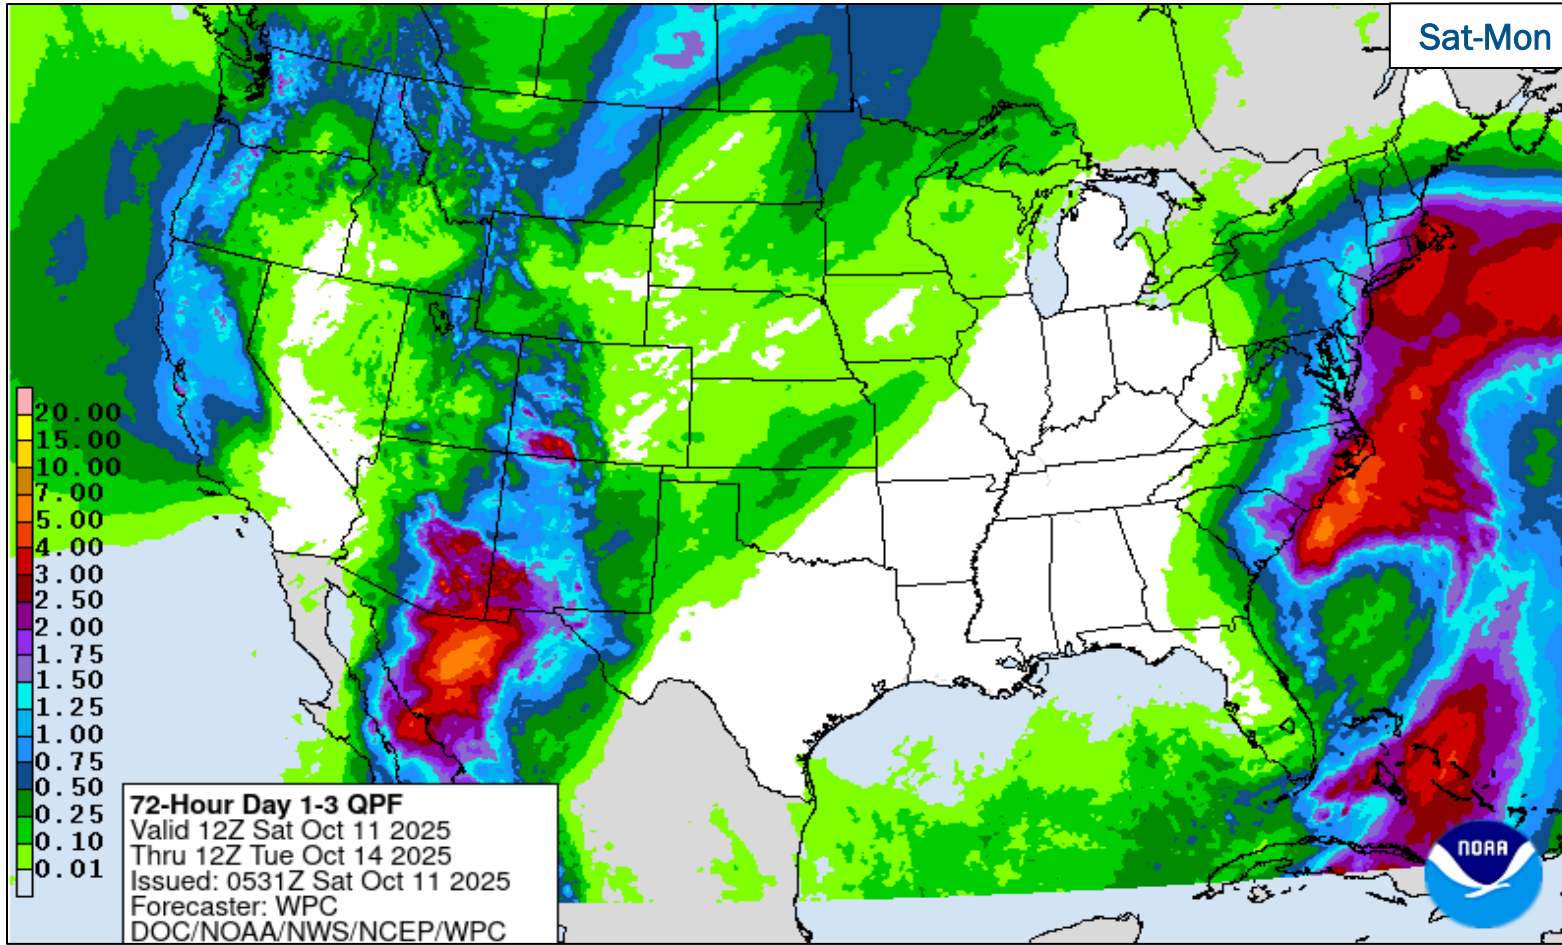 Sat-Mon
20.00
15.00
10.00
7.00
5.00
4.00
3.00
2.50
2.00
1.75
1.50
1.25
1.00
0.75
0.50
0.25
0.10
0.01
72-Hour Day 1-3 QPF
Valid 12Z Sat Oct 11 2025
Thru 12Z Tue Oct 14 2025
Issued: 0531Z Sat Oct 11 2025
Forecaster: WPC
DOC/NOAA/NWS/NCEP/WPC
NOAA